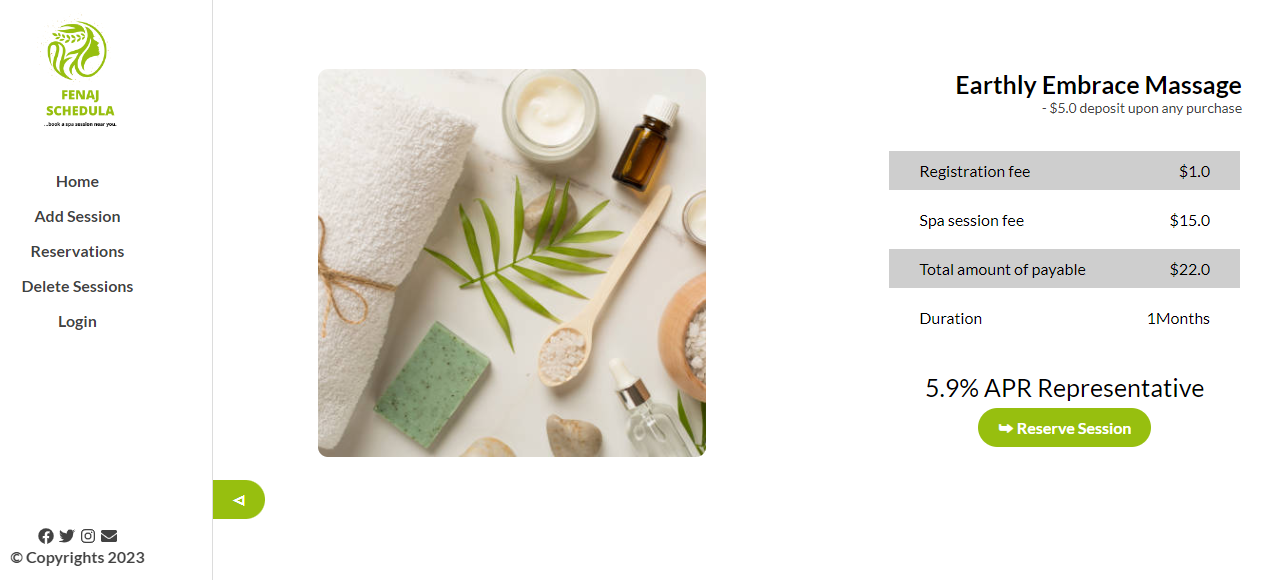 FENAJ
SCHEDULA
...book a spa session near you.
Home
Add Session
Reservations
Delete Sessions
Login
© Copyrights 2023
Earthly Embrace Massage
- $5.0 deposit upon any purchase
Registration fee $1.0
Spa session fee $15.0
Total amount of payable $22.0
Duration 1Months
5.9% APR Representative
Reserve Session